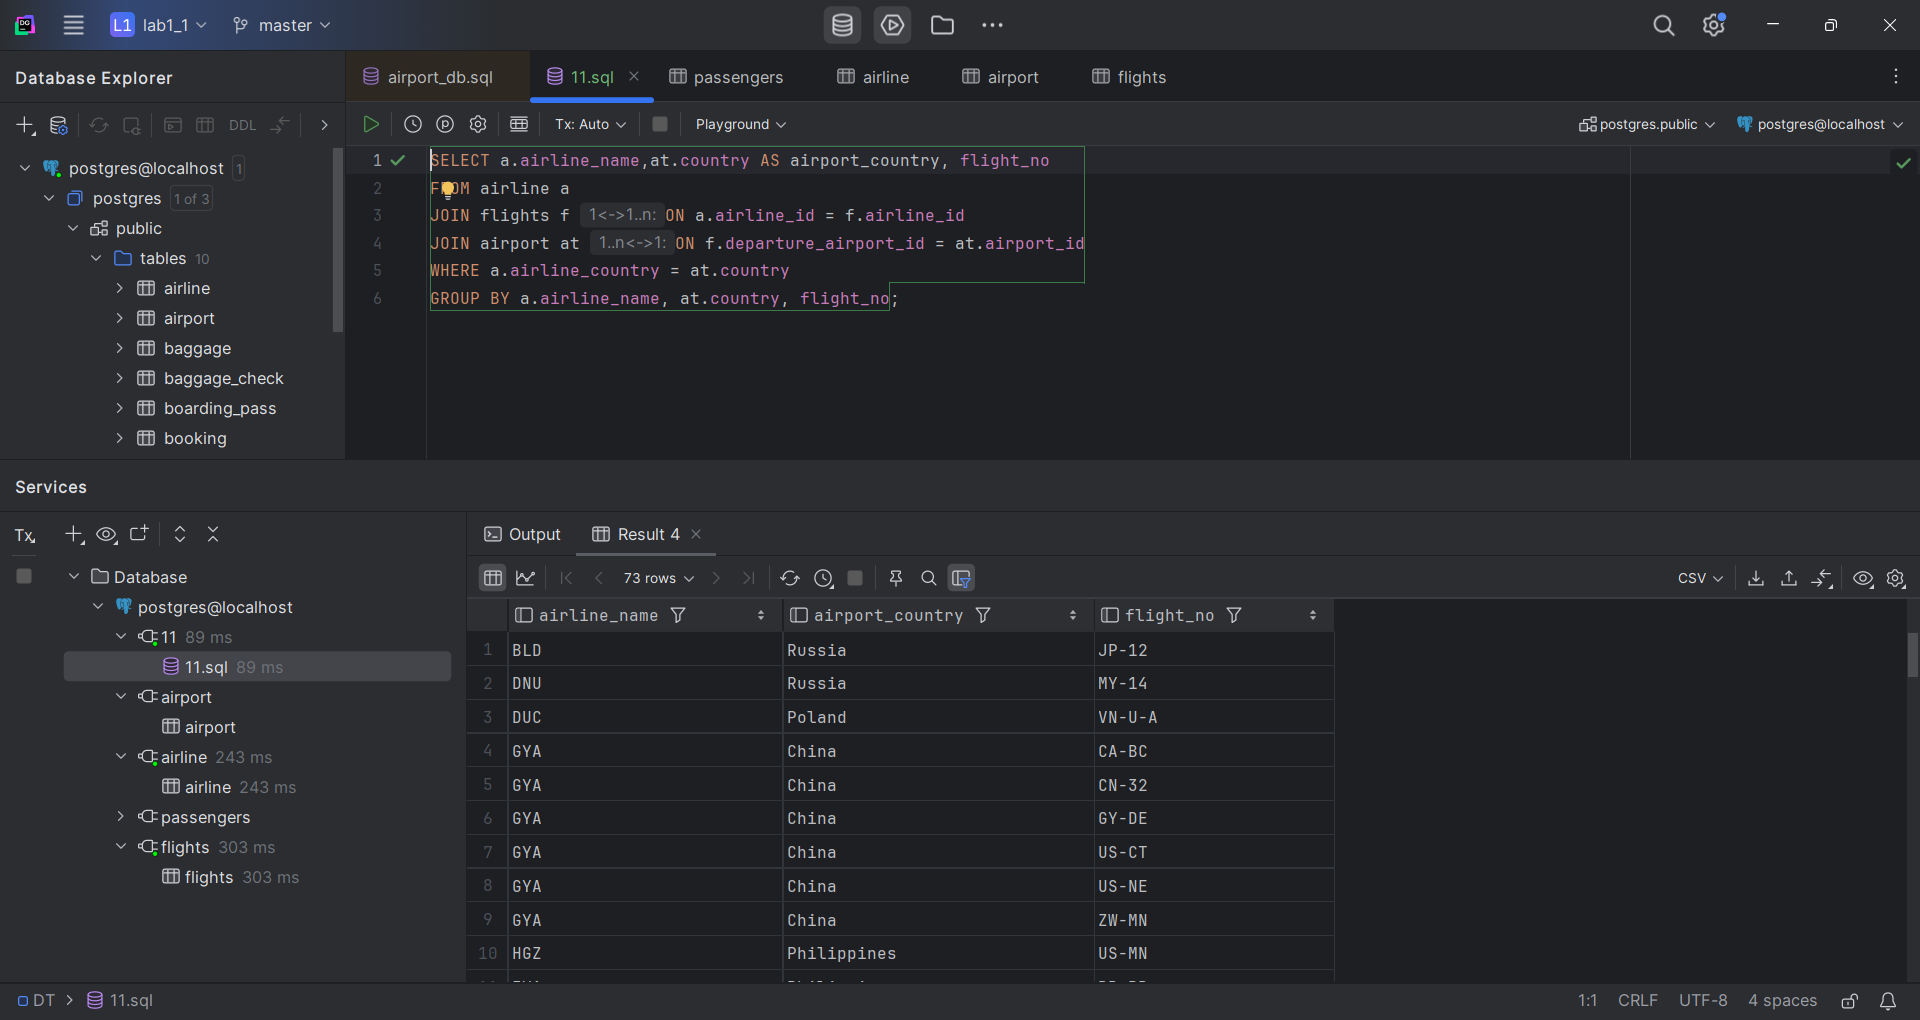 L1 lab1_1 master
Database Explorer
airport_db.sql 11.sql passengers airline airport flights
DDL
Tx: Auto Playground postgres.public postgres@localhost
postgres@localhost 1
postgres 1 of 3
public
tables 10
airline
airport
baggage
baggage_check
boarding_pass
booking
1 SELECT a.airline_name,at.country AS airport_country, flight_no
2 FROM airline a
3 JOIN flights f 1<->1..n: ON a.airline_id = f.airline_id
4 JOIN airport at 1..n<->1: ON f.departure_airport_id = at.airport_id
5 WHERE a.airline_country = at.country
6 GROUP BY a.airline_name, at.country, flight_no;
Services
Tx
Database
postgres@localhost
11 89 ms
11.sql 89 ms
airport
airport
airline 243 ms
airline 243 ms
passengers
flights 303 ms
flights 303 ms
Output Result 4
73 rows CSV
airline_name airport_country flight_no
1 BLD Russia JP-12
2 DNU Russia MY-14
3 DUC Poland VN-U-A
4 GYA China CA-BC
5 GYA China CN-32
6 GYA China GY-DE
7 GYA China US-CT
8 GYA China US-NE
9 GYA China ZW-MN
10 HGZ Philippines US-MN
DT 11.sql
1:1 CRLF UTF-8 4 spaces